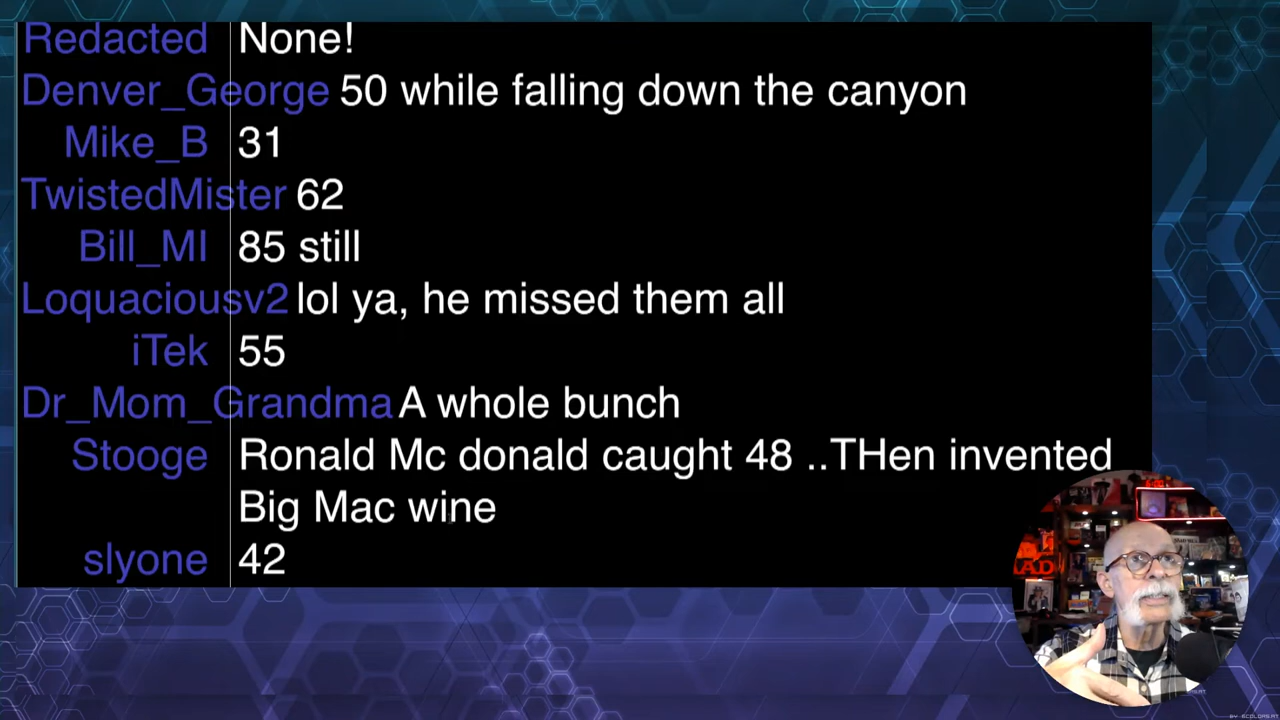 Redacted None!
Denver_George 50 while falling down the canyon
Mike_B 31
TwistedMister 62
Bill_MI 85 still
Loquaciousv2 lol ya, he missed them all
iTek 55
Dr_Mom_Grandma A whole bunch
Stooge Ronald Mc donald caught 48 ..THen invented
Big Mac wine
slyone 42